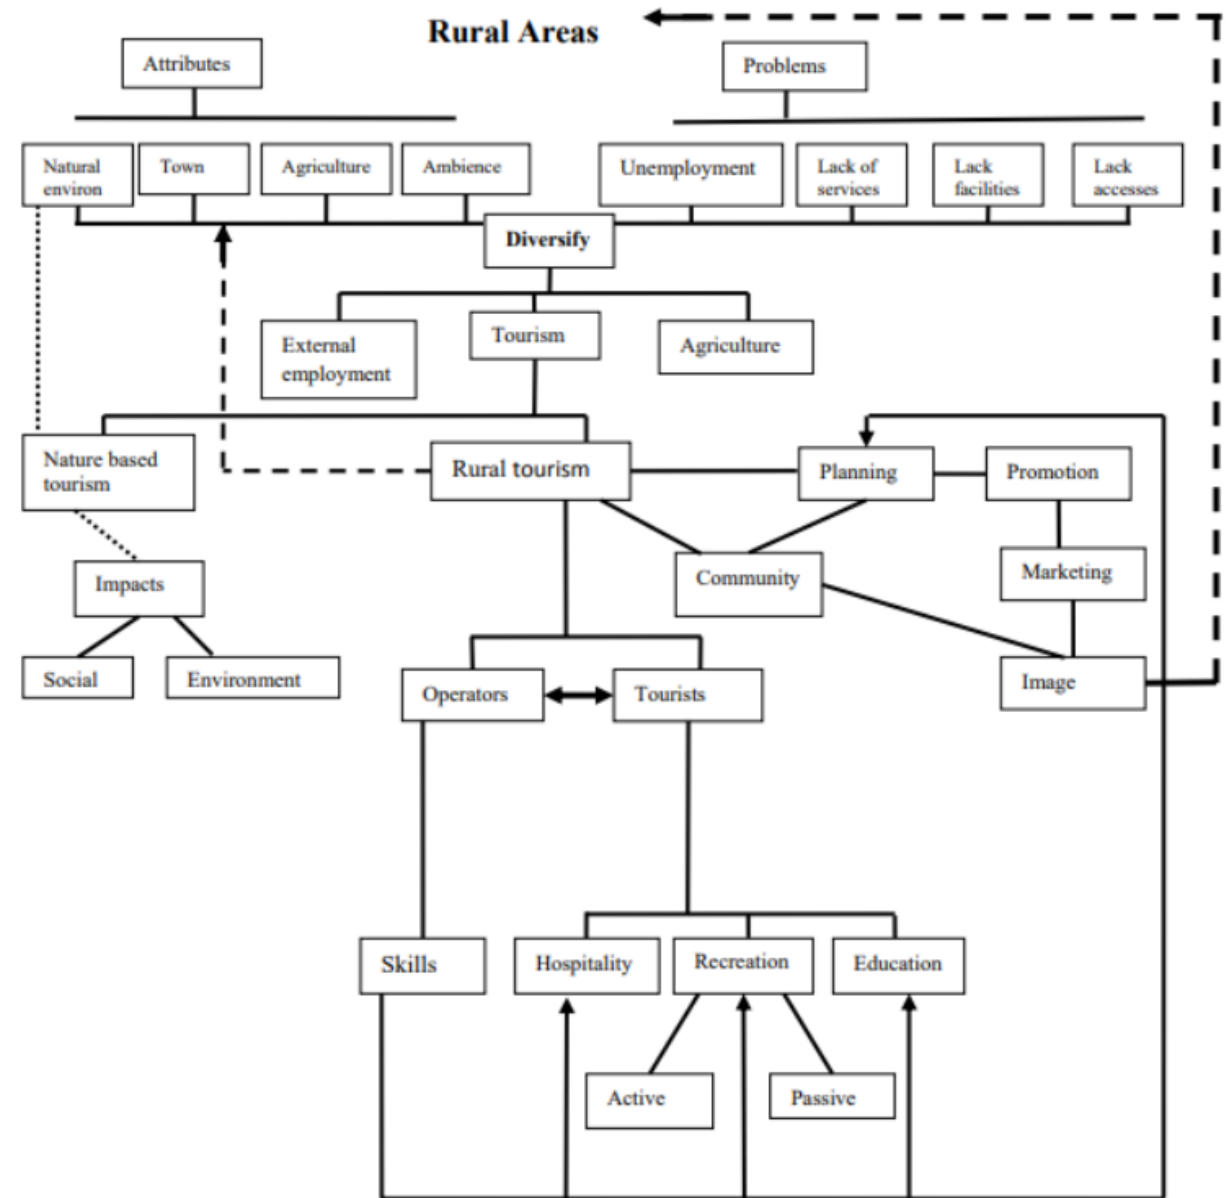 Rural Areas
Attributes
Problems
Natural
environ
Town
Agriculture
Ambience
Unemployment
Lack of
services
Lack
facilities
Lack
accesses
Diversify
External
employment
Tourism
Agriculture
Nature based
tourism
Rural tourism
Planning
Promotion
Impacts
Community
Marketing
Social
Environment
Operators
Tourists
Image
Skills
Hospitality
Recreation
Education
Active
Passive